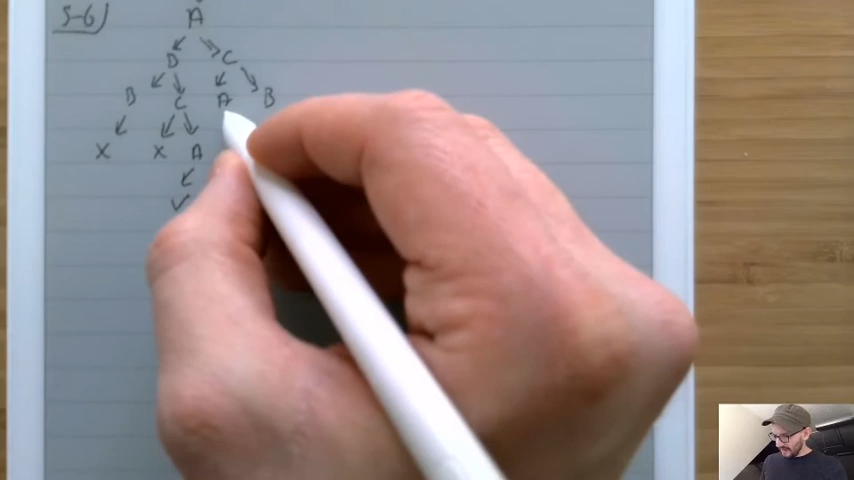 5-6)
A
D C
B C A B
X X A